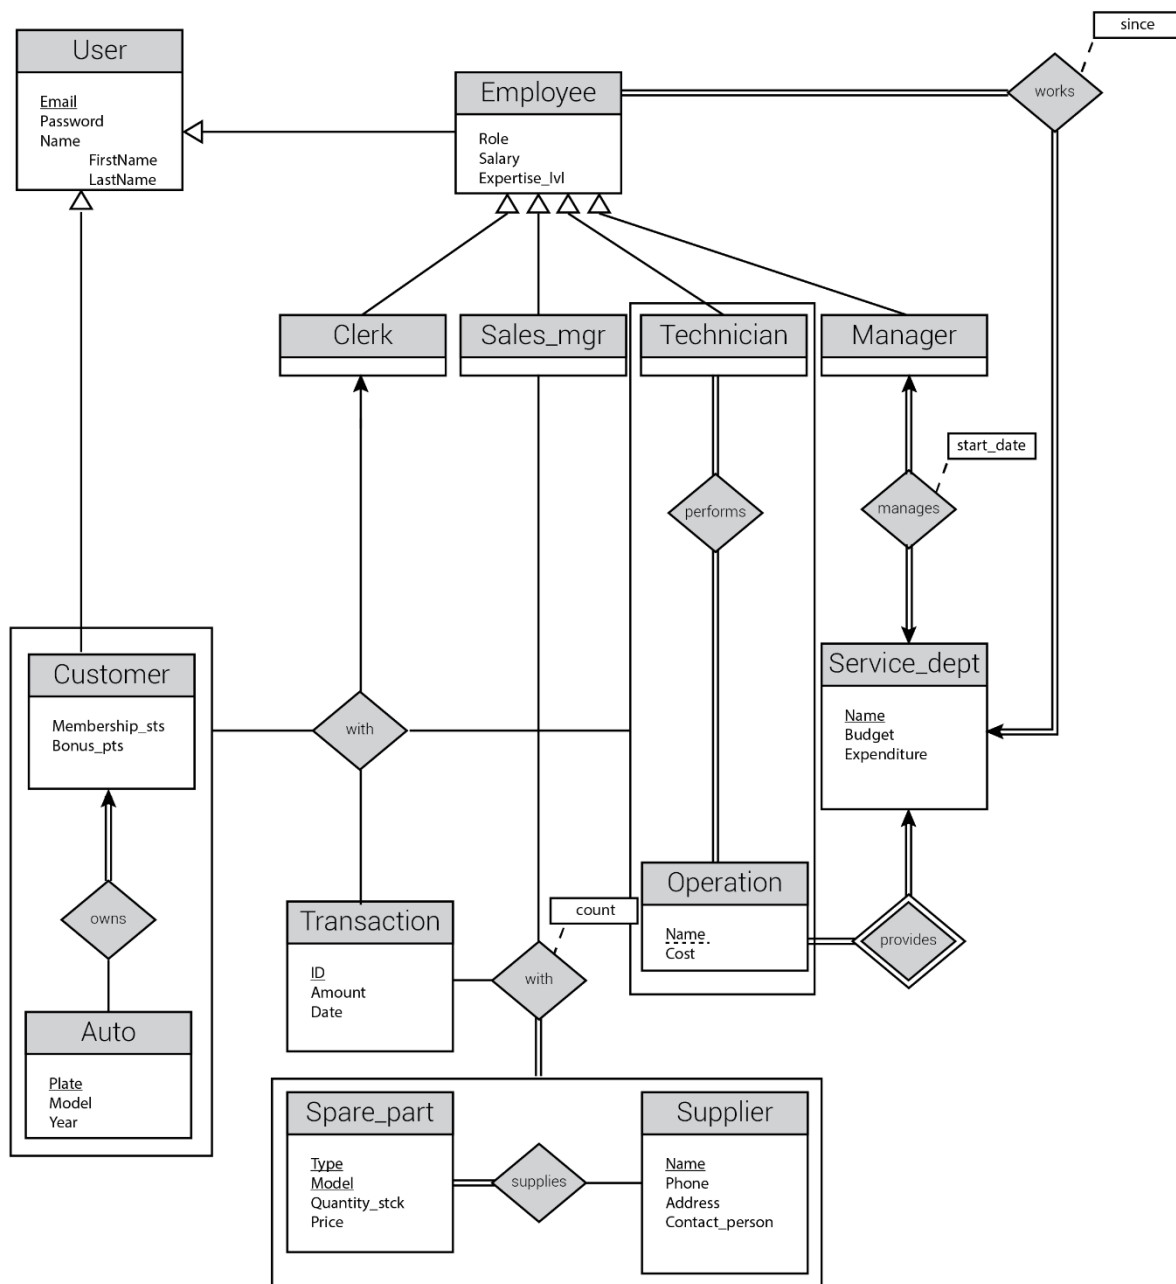 since
User
Email
Password
Name
FirstName
LastName
Employee
Role
Salary
Expertise_lvl
works
Clerk
Sales_mgr
Technician
Manager
start_date
performs
manages
Customer
Membership_sts
Bonus_pts
with
Service_dept
Name
Budget
Expenditure
owns
Transaction
ID
Amount
Date
count
with
Operation
Name
Cost
provides
Auto
Plate
Model
Year
Spare_part
Type
Model
Quantity_stck
Price
supplies
Supplier
Name
Phone
Address
Contact_person